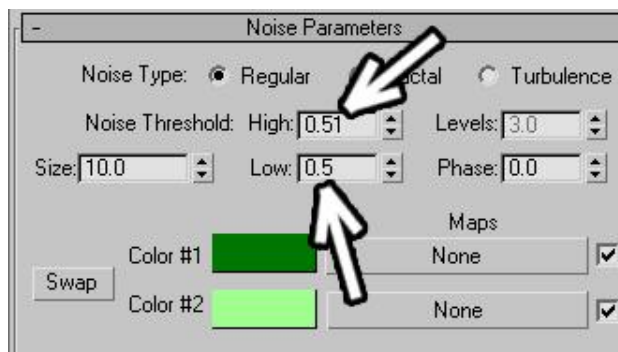 - Noise Parameters
Noise Type: Regular Turbulence
Noise Threshold: High: 0.51 Levels: 3.0
Size: 10.0 Low: 0.5 Phase: 0.0
Maps
Color #1 None
Swap
Color #2 None